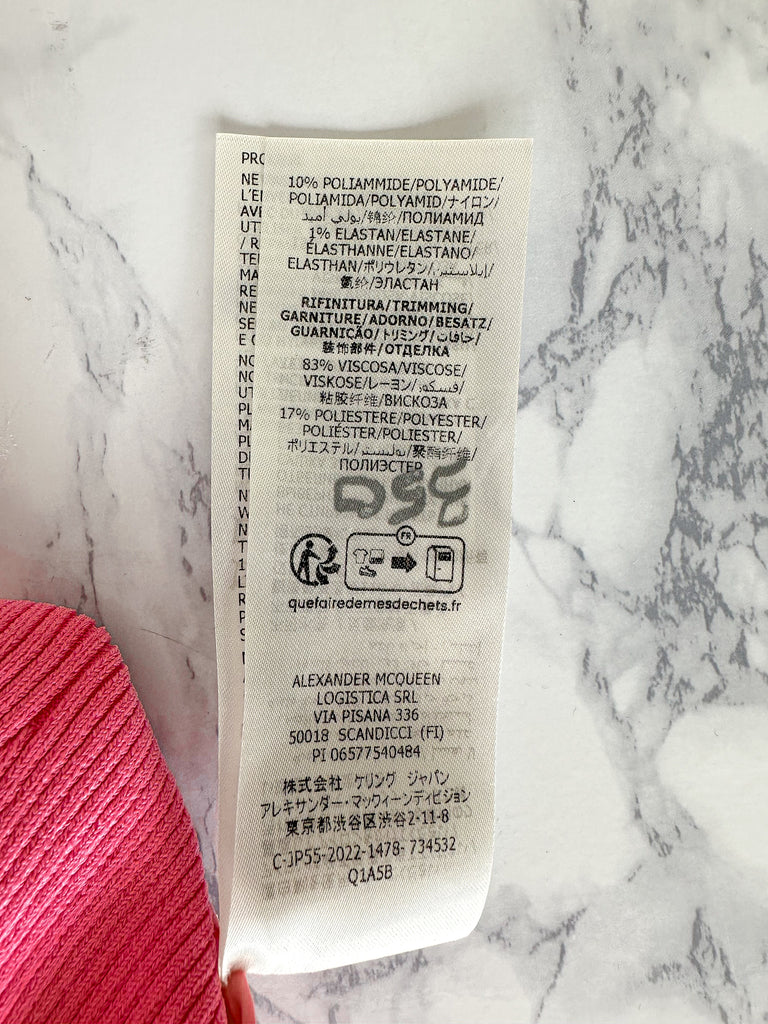 10% POLIAMMIDE/POLYAMIDE/
POLIAMIDA/POLYAMID/ナイロン/
بولي أميد/锦纶/ПОЛИАМИД
1% ELASTAN/ELASTANE/
ÉLASTHANNE/ELASTANO/
ELASTHAN/ポリウレタン/إيلاستين/
氨纶/ЭЛАСТАН
RIFINITURA/TRIMMING/
GARNITURE/ADORNO/BESATZ/
GUARNIÇÃO/トリミング/حافات/
装饰部件/ОТДЕЛКА
83% VISCOSA/VISCOSE/
VISKOSE/レーヨン/فسكوز/
粘胶纤维/ВИСКОЗА
17% POLIESTERE/POLYESTER/
POLIÉSTER/POLIESTER/
ポリエステル/بوليستر/聚酯纤维/
ПОЛИЭСТЕР
FR
quefairedemesdechets.fr
ALEXANDER MCQUEEN
LOGISTICA SRL
VIA PISANA 336
50018 SCANDICCI (FI)
PI 06577540484
株式会社 ケリング ジャパン
アレキサンダー・マックィーンディビジョン
東京都渋谷区渋谷2-11-8
C-JP55-2022-1478- 734532
Q1A5B